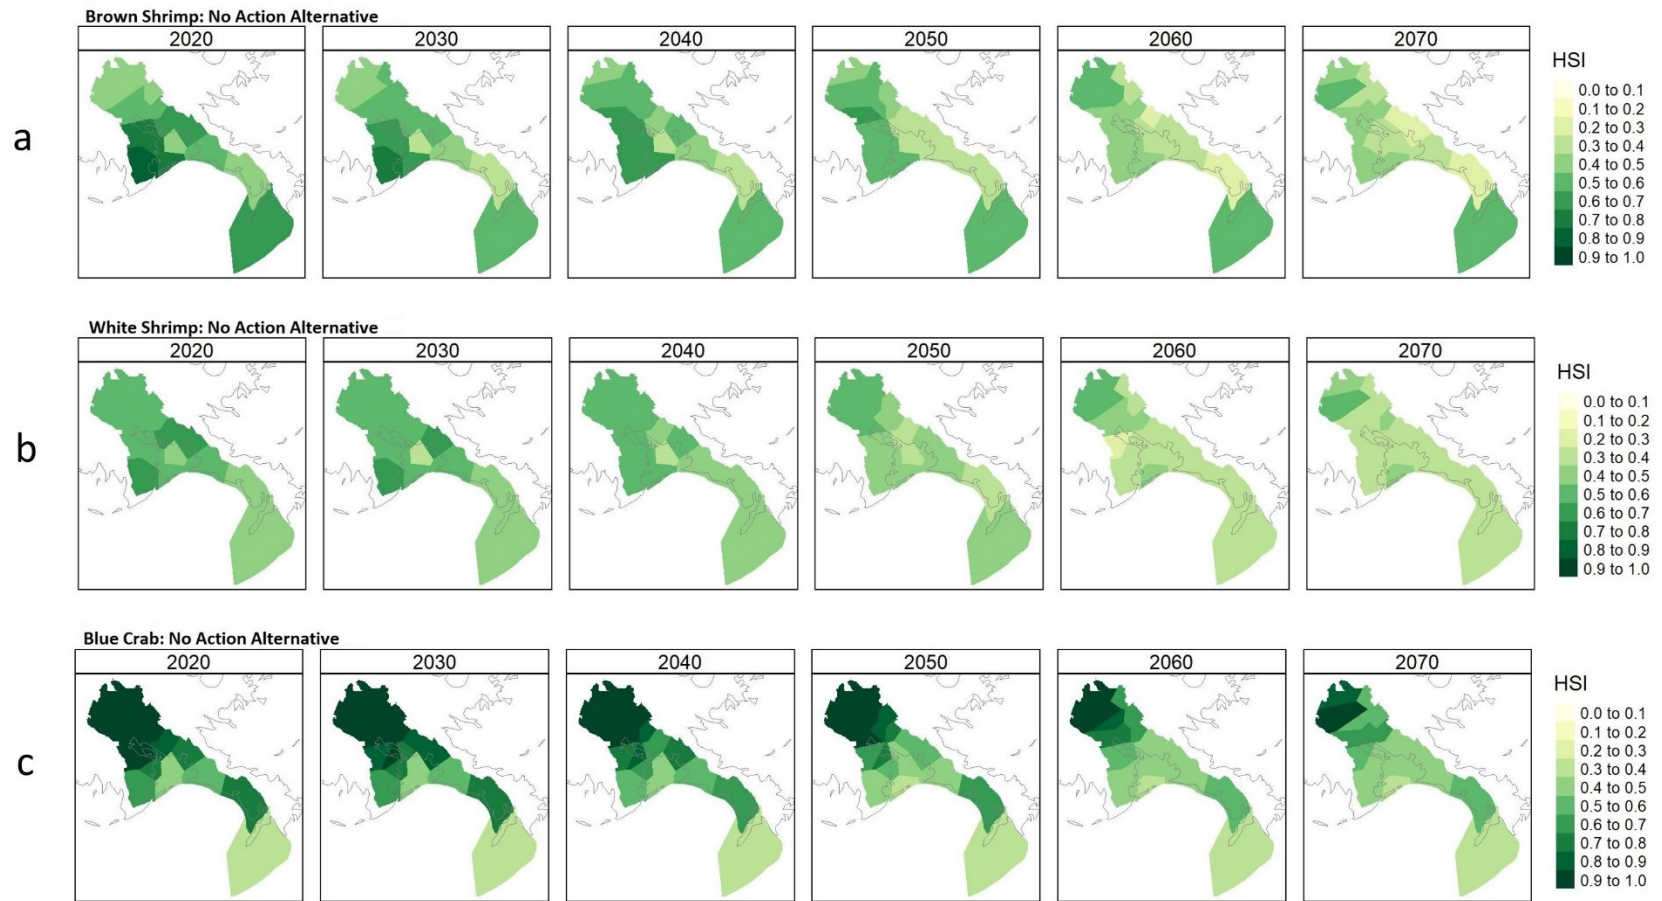 Brown Shrimp: No Action Alternative
2020 2030 2040 2050 2060 2070
a
HSI
0.0 to 0.1
0.1 to 0.2
0.2 to 0.3
0.3 to 0.4
0.4 to 0.5
0.5 to 0.6
0.6 to 0.7
0.7 to 0.8
0.8 to 0.9
0.9 to 1.0
White Shrimp: No Action Alternative
2020 2030 2040 2050 2060 2070
b
HSI
0.0 to 0.1
0.1 to 0.2
0.2 to 0.3
0.3 to 0.4
0.4 to 0.5
0.5 to 0.6
0.6 to 0.7
0.7 to 0.8
0.8 to 0.9
0.9 to 1.0
Blue Crab: No Action Alternative
2020 2030 2040 2050 2060 2070
c
HSI
0.0 to 0.1
0.1 to 0.2
0.2 to 0.3
0.3 to 0.4
0.4 to 0.5
0.5 to 0.6
0.6 to 0.7
0.7 to 0.8
0.8 to 0.9
0.9 to 1.0